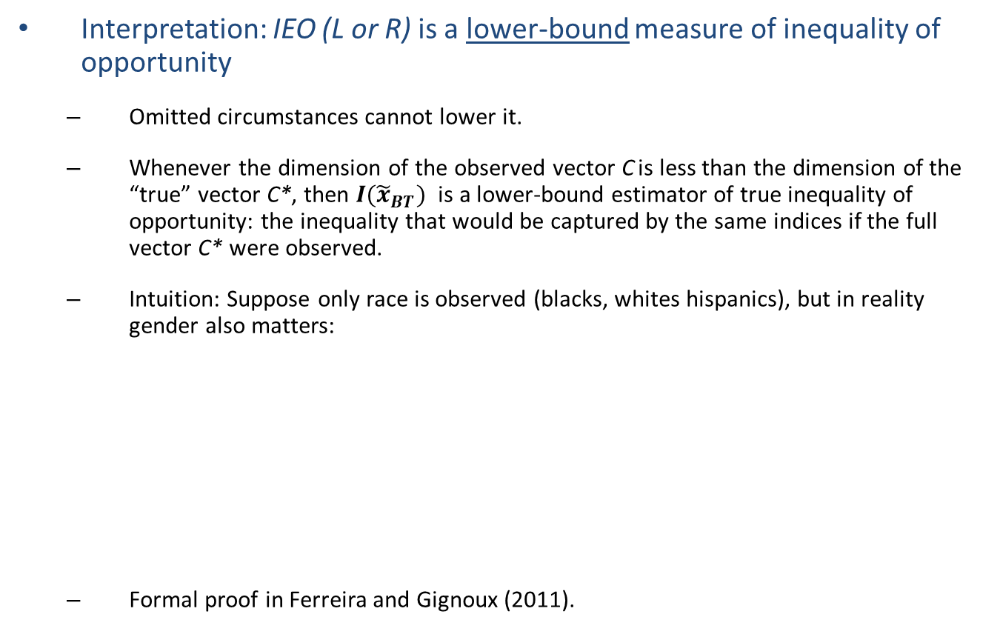 • Interpretation: IEO (L or R) is a lower-bound measure of inequality of
opportunity
– Omitted circumstances cannot lower it.
– Whenever the dimension of the observed vector C is less than the dimension of the
“true” vector C*, then I(x̃_BT) is a lower-bound estimator of true inequality of
opportunity: the inequality that would be captured by the same indices if the full
vector C* were observed.
– Intuition: Suppose only race is observed (blacks, whites hispanics), but in reality
gender also matters:
– Formal proof in Ferreira and Gignoux (2011).